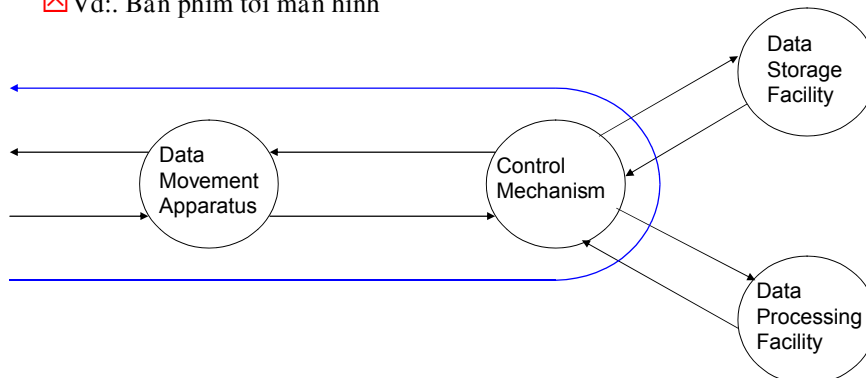 Vd:. Bàn phím tới màn hình
Data
Storage
Facility
Data
Movement
Apparatus
Control
Mechanism
Data
Processing
Facility